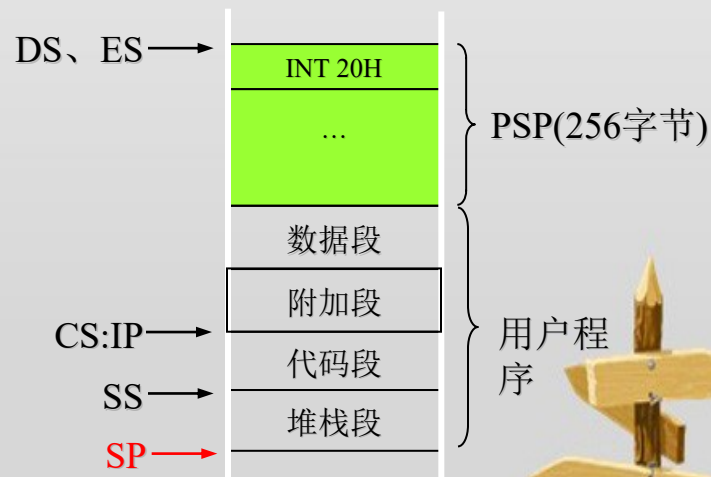 DS、ES
INT 20H
…
PSP(256字节)
数据段
附加段
CS:IP
代码段
用户程
序
SS
堆栈段
SP